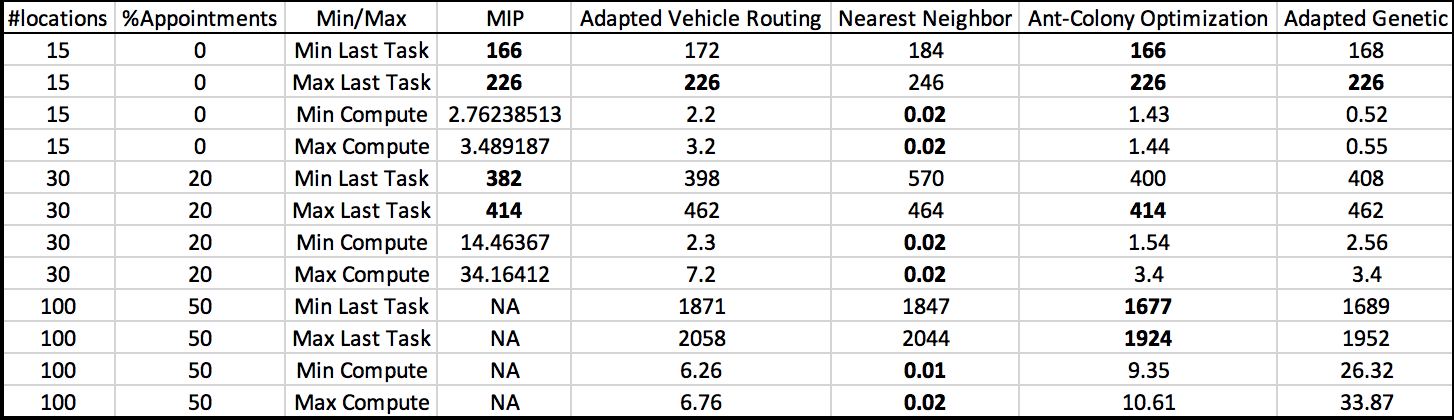 #locations %Appointments Min/Max MIP Adapted Vehicle Routing Nearest Neighbor Ant-Colony Optimization Adapted Genetic
15 0 Min Last Task 166 172 184 166 168
15 0 Max Last Task 226 226 246 226 226
15 0 Min Compute 2.76238513 2.2 0.02 1.43 0.52
15 0 Max Compute 3.489187 3.2 0.02 1.44 0.55
30 20 Min Last Task 382 398 570 400 408
30 20 Max Last Task 414 462 464 414 462
30 20 Min Compute 14.46367 2.3 0.02 1.54 2.56
30 20 Max Compute 34.16412 7.2 0.02 3.4 3.4
100 50 Min Last Task NA 1871 1847 1677 1689
100 50 Max Last Task NA 2058 2044 1924 1952
100 50 Min Compute NA 6.26 0.01 9.35 26.32
100 50 Max Compute NA 6.76 0.02 10.61 33.87